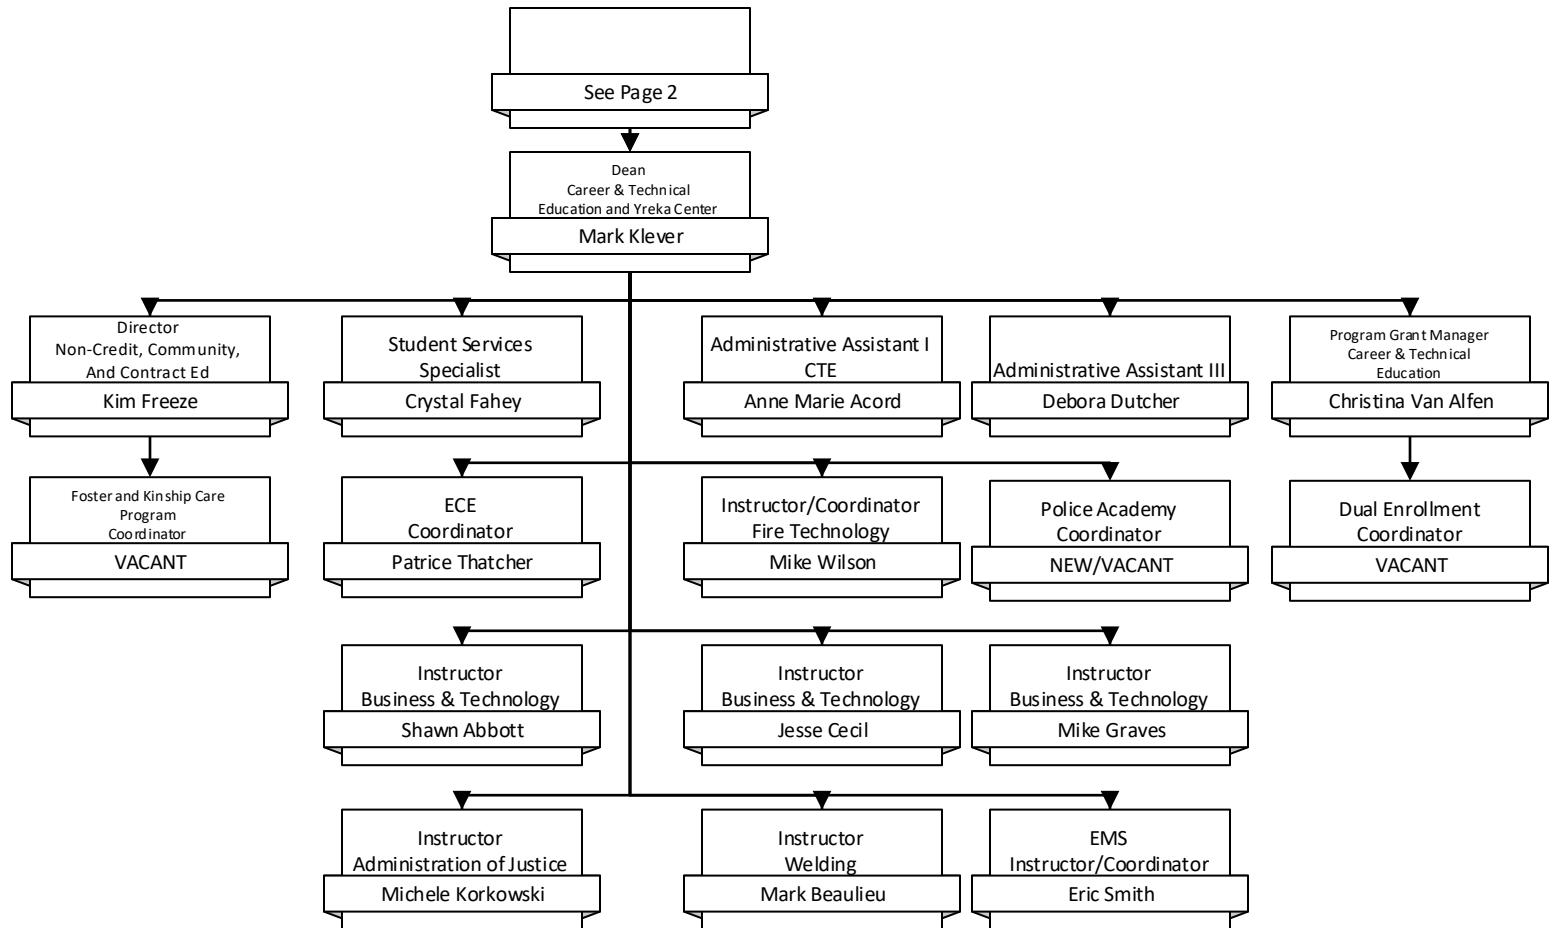 See Page 2
Dean
Career & Technical
Education and Yreka Center
Mark Klever
Director
Non-Credit, Community,
And Contract Ed
Kim Freeze
Student Services
Specialist
Crystal Fahey
Administrative Assistant I
CTE
Anne Marie Acord
Administrative Assistant III
Debora Dutcher
Program Grant Manager
Career & Technical
Education
Christina Van Alfen
Foster and Kinship Care
Program
Coordinator
VACANT
ECE
Coordinator
Patrice Thatcher
Instructor/Coordinator
Fire Technology
Mike Wilson
Police Academy
Coordinator
NEW/VACANT
Dual Enrollment
Coordinator
VACANT
Instructor
Business & Technology
Shawn Abbott
Instructor
Business & Technology
Jesse Cecil
Instructor
Business & Technology
Mike Graves
Instructor
Administration of Justice
Michele Korkowski
Instructor
Welding
Mark Beaulieu
EMS
Instructor/Coordinator
Eric Smith